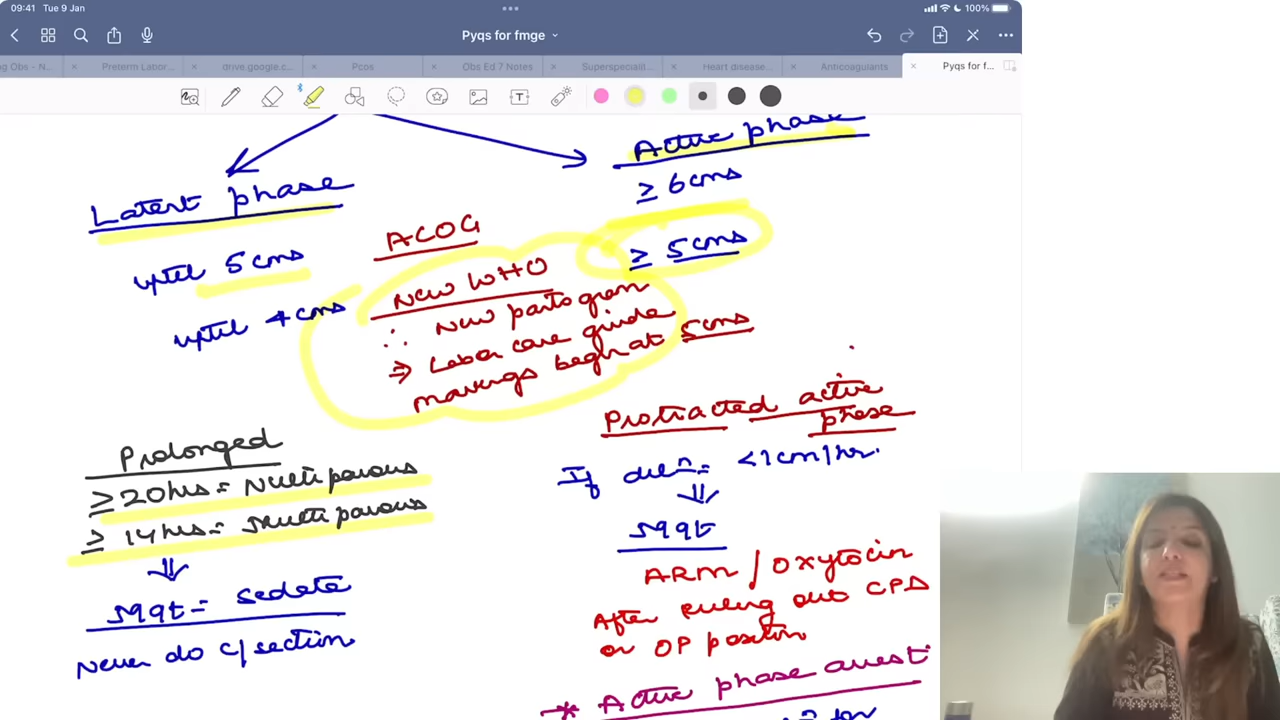 09:41 Tue 9 Jan
100%
Pyqs for fmge
g Obs - N...
Preterm Labor...
drive.google.c...
Pcos
Obs Ed 7 Notes
Superspeciali...
Heart disease...
Anticoagulants
Pyqs for f...
Active phase
≥ 6cms
≥ 5cms
Latent phase
until 5cms
until 4cms
ACOG
New WHO
∴ New partogram
⇒ Labor care guide
markings begin at 5cms
Prolonged
≥ 20hrs = Nulliparous
≥ 14hrs = Multiparous
Mgt = sedate
Never do c/section
Protracted active
phase
If diln = <1cm/hr.
Mgt
ARM / Oxytocin
After ruling out CPD
or OP position
* Active phase arrest